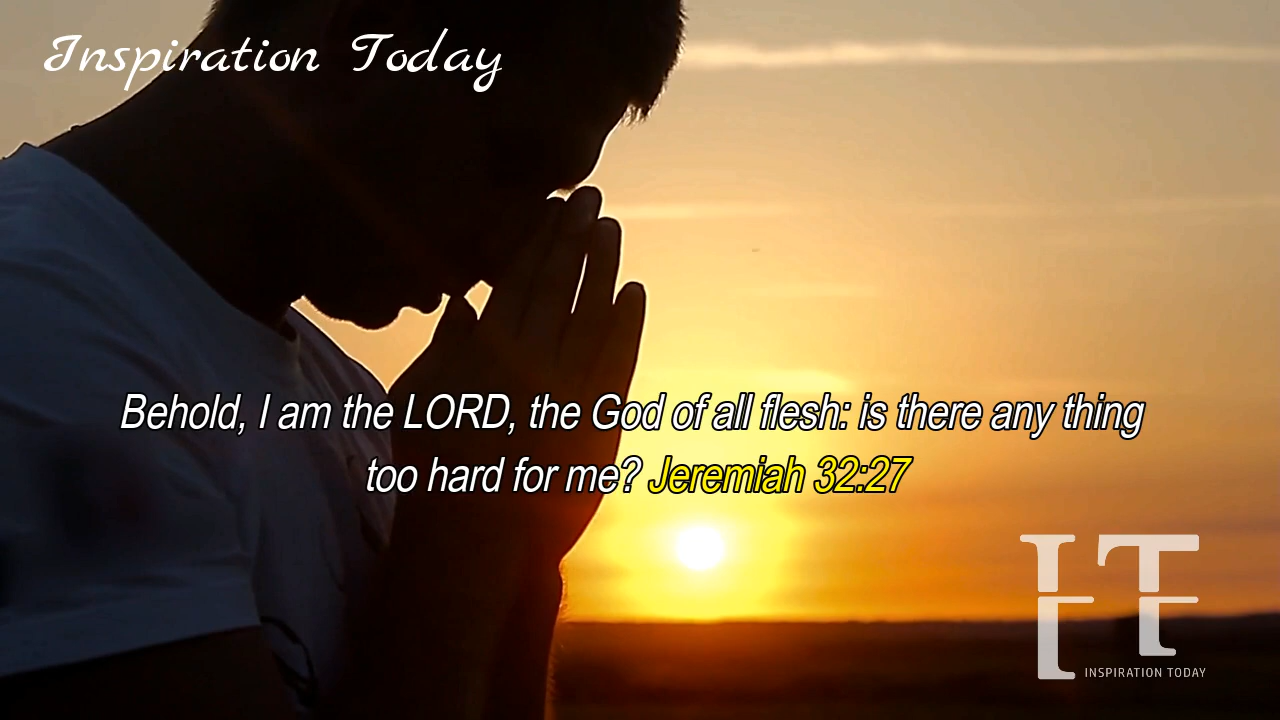 Inspiration Today
Behold, I am the LORD, the God of all flesh: is there any thing
too hard for me? Jeremiah 32:27
IT
INSPIRATION TODAY